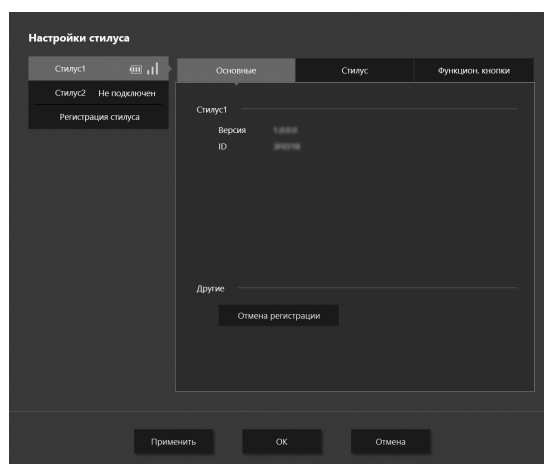 Настройки стилуса
Стилус1
Стилус2 Не подключен
Регистрация стилуса
Основные
Стилус
Функцион. кнопки
Стилус1
Версия
ID
Другие
Отмена регистрации
Применить
OK
Отмена